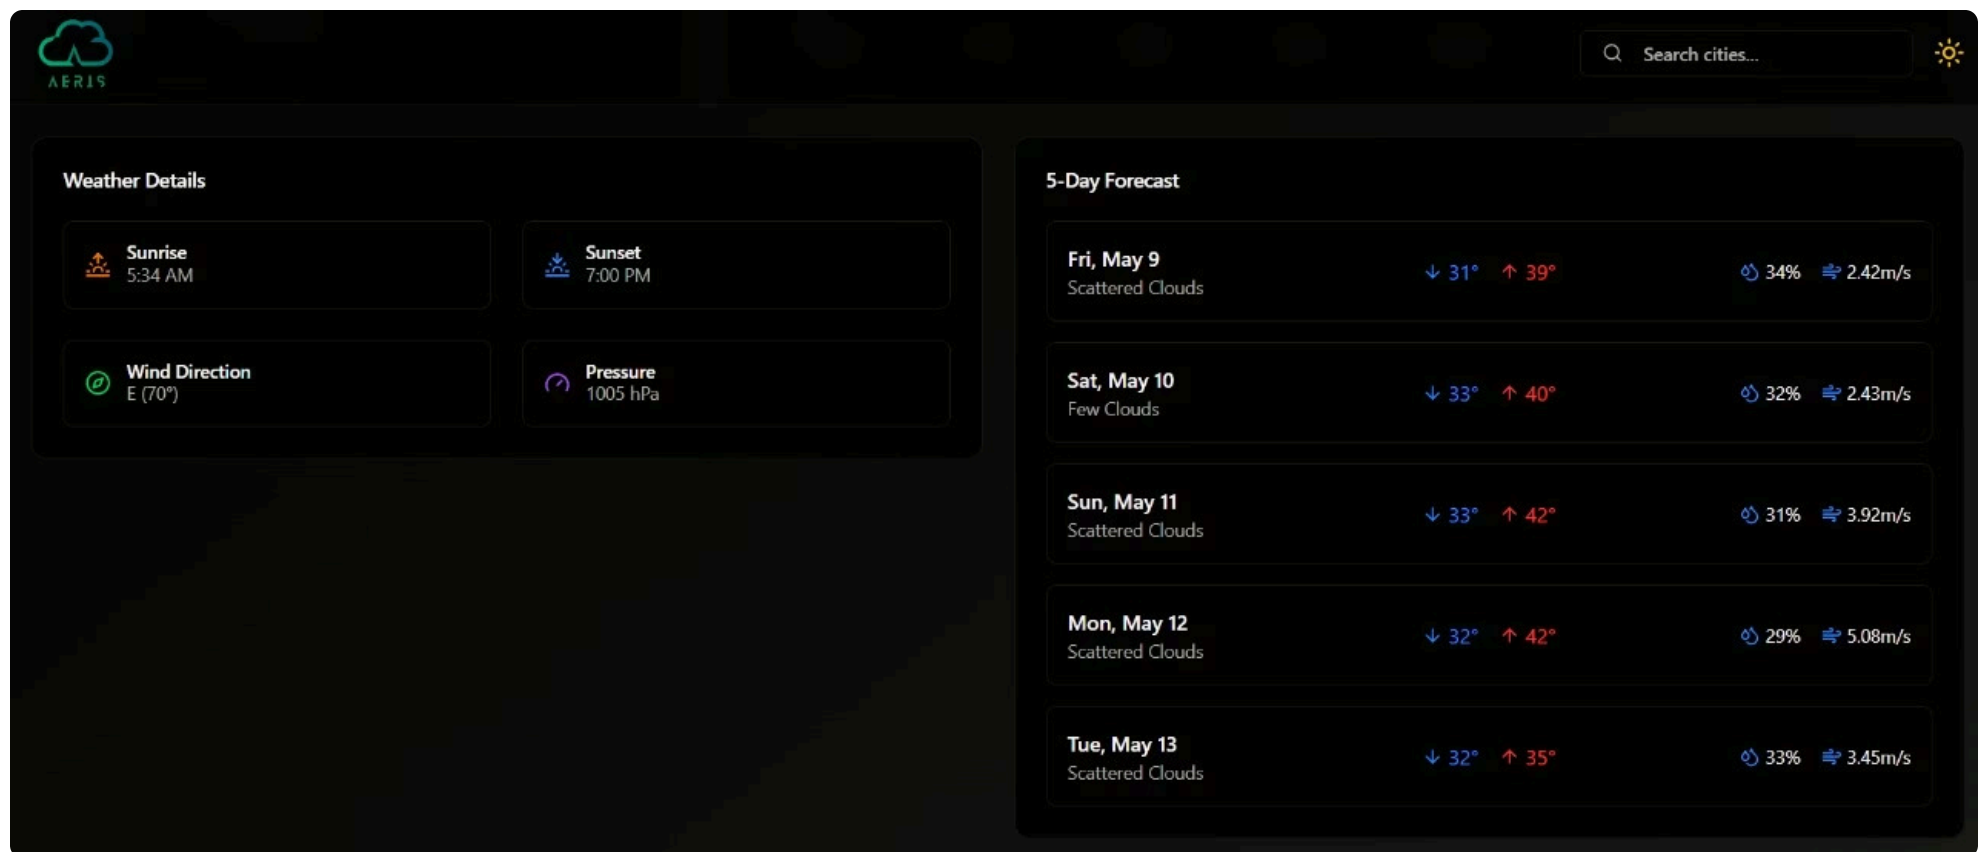 AERIS
Search cities...
Weather Details
Sunrise
5:34 AM
Sunset
7:00 PM
Wind Direction
E (70°)
Pressure
1005 hPa
5-Day Forecast
Fri, May 9
Scattered Clouds
31° 39°
34% 2.42m/s
Sat, May 10
Few Clouds
33° 40°
32% 2.43m/s
Sun, May 11
Scattered Clouds
33° 42°
31% 3.92m/s
Mon, May 12
Scattered Clouds
32° 42°
29% 5.08m/s
Tue, May 13
Scattered Clouds
32° 35°
33% 3.45m/s